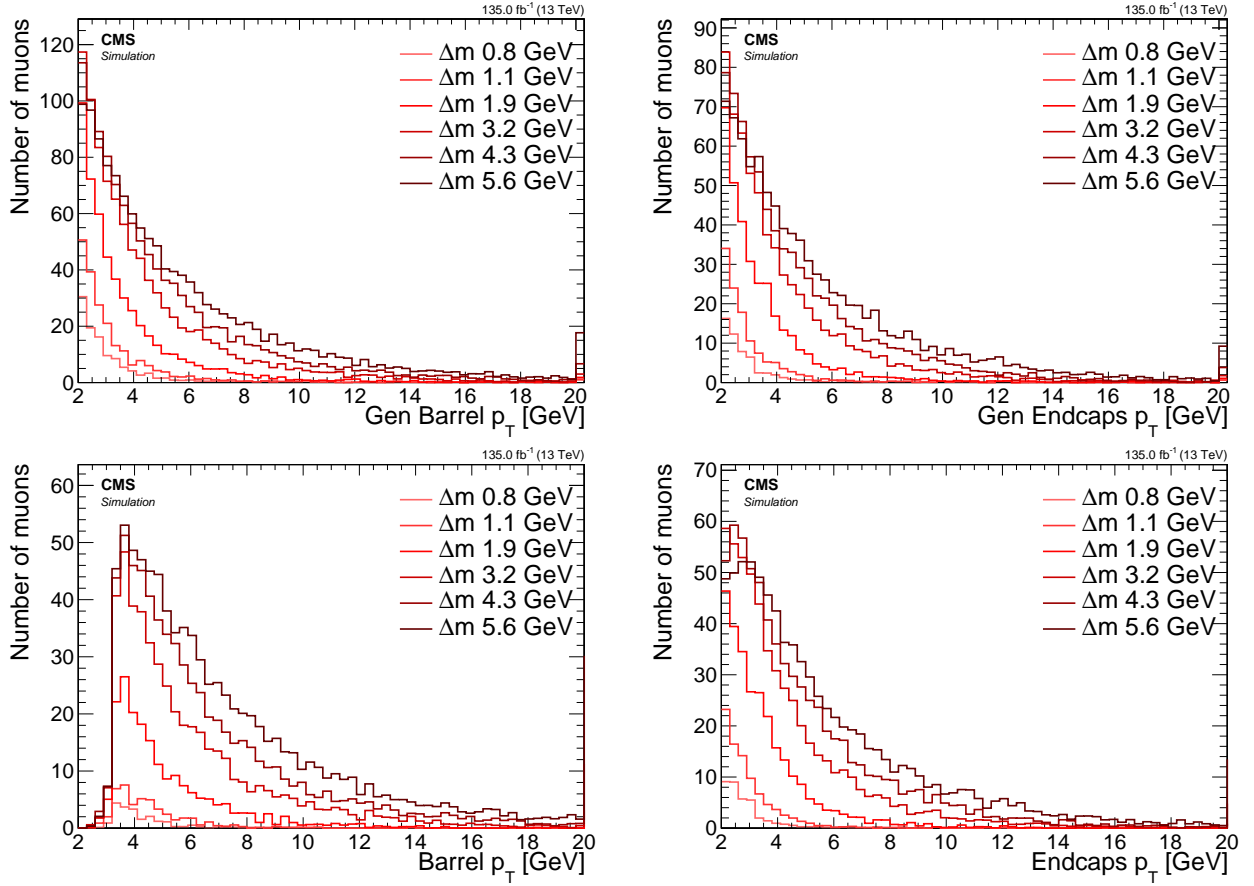 135.0 fb⁻¹ (13 TeV)
CMS
Simulation
Number of muons
Δm 0.8 GeV
Δm 1.1 GeV
Δm 1.9 GeV
Δm 3.2 GeV
Δm 4.3 GeV
Δm 5.6 GeV
120
100
80
60
40
20
0
2 4 6 8 10 12 14 16 18 20
Gen Barrel p_T [GeV]
135.0 fb⁻¹ (13 TeV)
CMS
Simulation
Number of muons
Δm 0.8 GeV
Δm 1.1 GeV
Δm 1.9 GeV
Δm 3.2 GeV
Δm 4.3 GeV
Δm 5.6 GeV
90
80
70
60
50
40
30
20
10
0
2 4 6 8 10 12 14 16 18 20
Gen Endcaps p_T [GeV]
135.0 fb⁻¹ (13 TeV)
CMS
Simulation
Number of muons
Δm 0.8 GeV
Δm 1.1 GeV
Δm 1.9 GeV
Δm 3.2 GeV
Δm 4.3 GeV
Δm 5.6 GeV
60
50
40
30
20
10
0
2 4 6 8 10 12 14 16 18 20
Barrel p_T [GeV]
135.0 fb⁻¹ (13 TeV)
CMS
Simulation
Number of muons
Δm 0.8 GeV
Δm 1.1 GeV
Δm 1.9 GeV
Δm 3.2 GeV
Δm 4.3 GeV
Δm 5.6 GeV
70
60
50
40
30
20
10
0
2 4 6 8 10 12 14 16 18 20
Endcaps p_T [GeV]